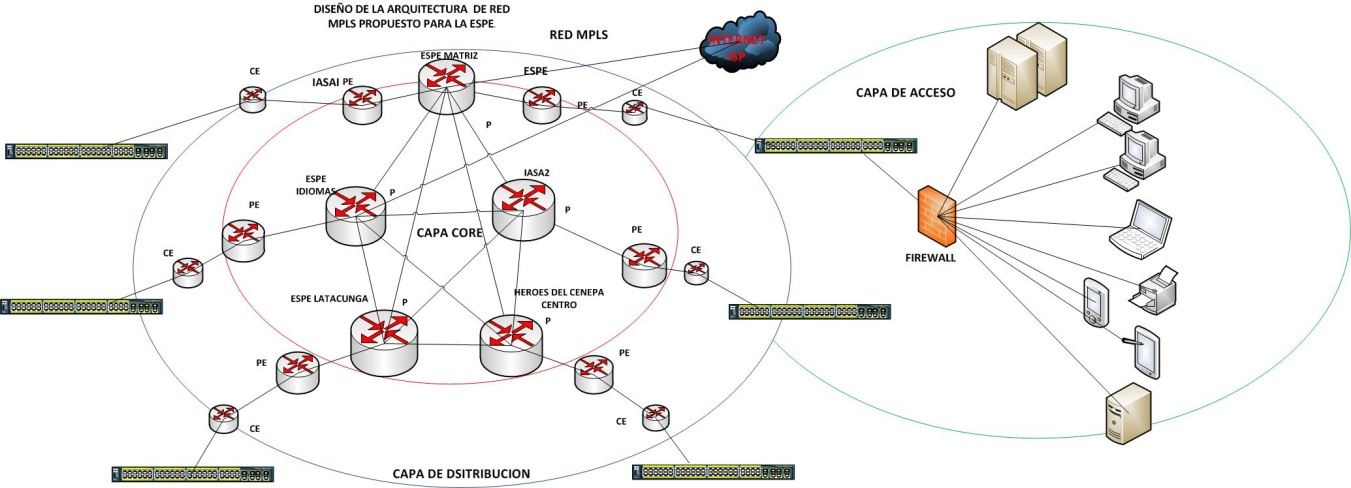 DISEÑO DE LA ARQUITECTURA DE RED
MPLS PROPUESTO PARA LA ESPE
RED MPLS
INTERNET
ISP
ESPE MATRIZ
CE
IASAI PE
ESPE
PE
CE
CAPA DE ACCESO
P
ESPE
IDIOMAS
P
IASA2
P
PE
CAPA CORE
PE
CE
CE
FIREWALL
ESPE LATACUNGA
P
HEROES DEL CENEPA
CENTRO
P
PE
PE
CE
CE
CAPA DE DSITRIBUCION